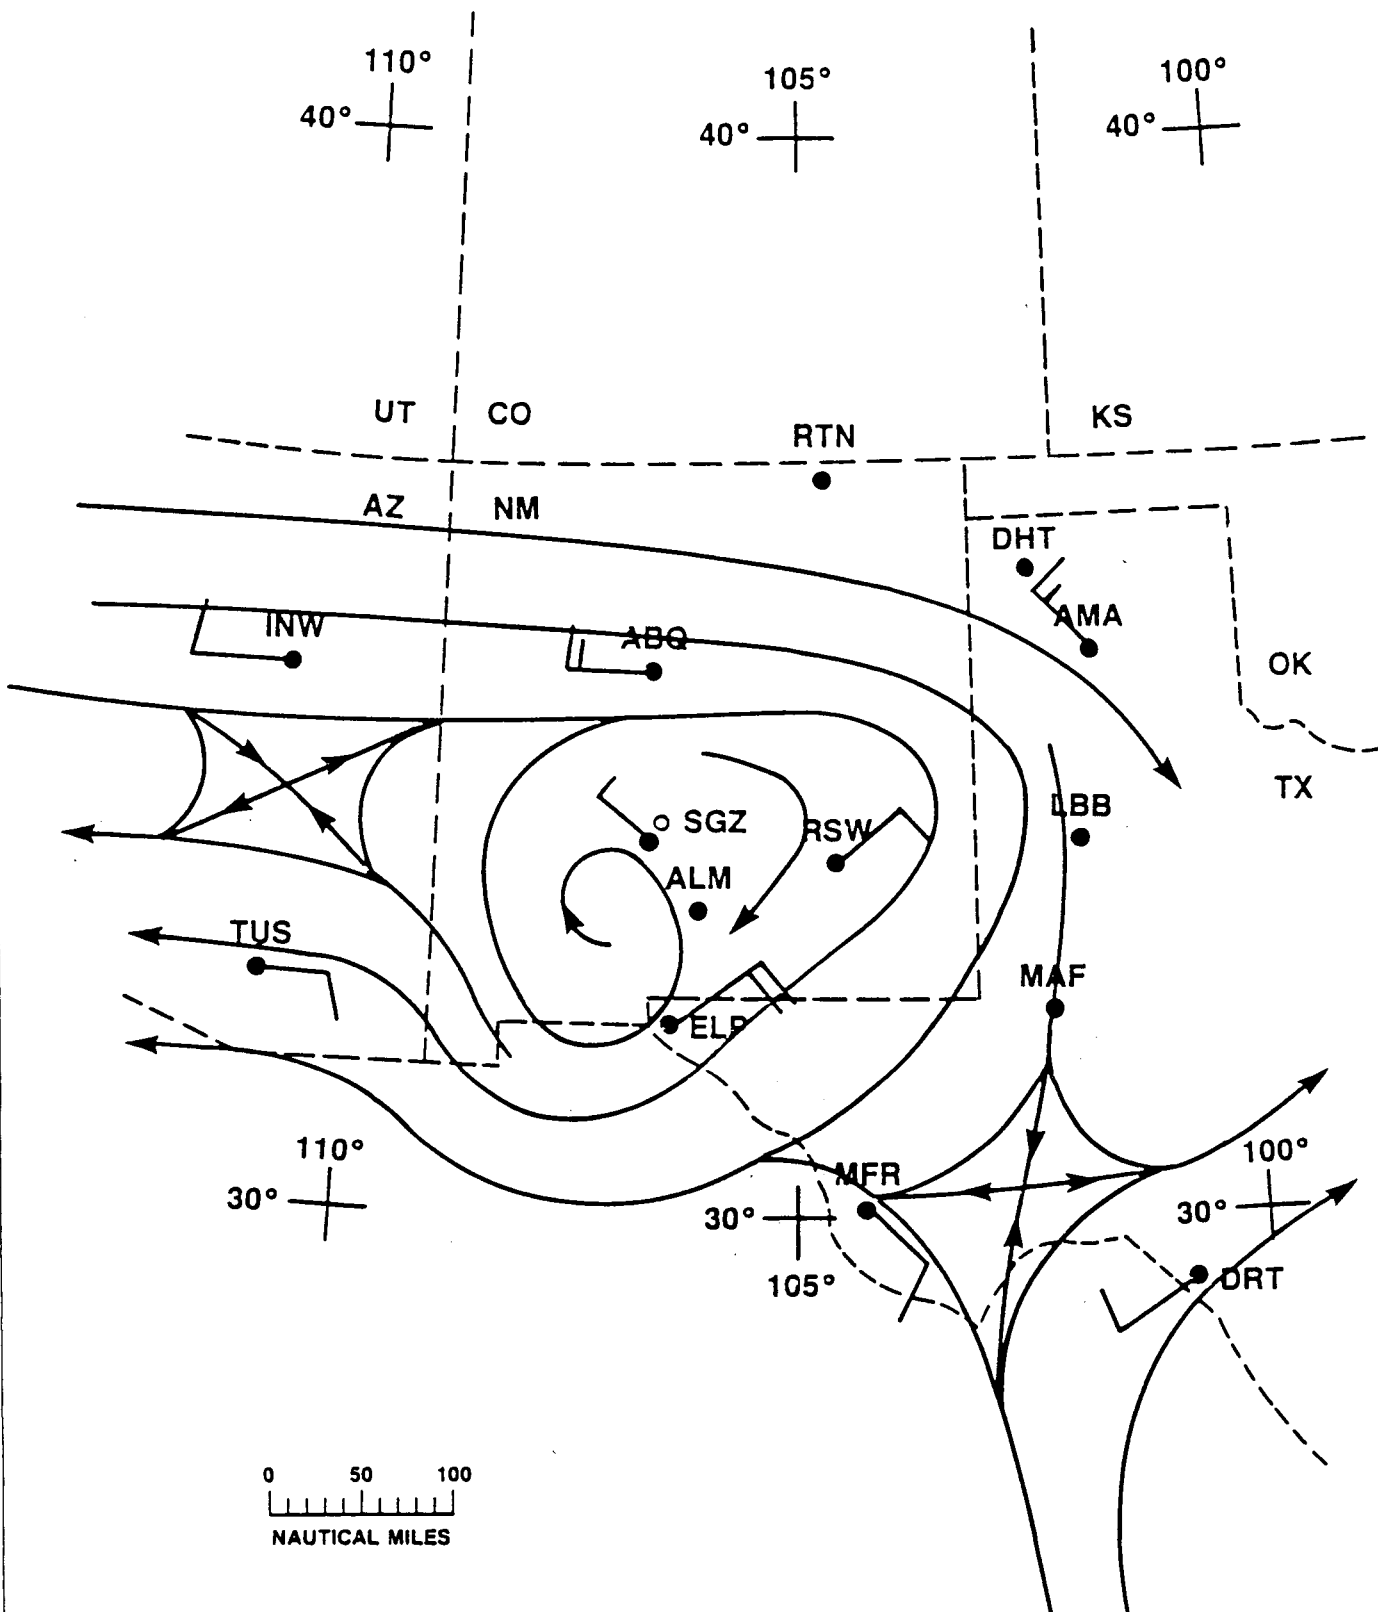 110°
105°
100°
40°
40°
40°
UT
CO
KS
RTN
AZ
NM
DHT
INW
ABQ
AMA
OK
TX
SGZ
RSW
LBB
ALM
TUS
MAF
ELP
110°
100°
MFR
30°
30°
30°
105°
DRT
0 50 100
NAUTICAL MILES